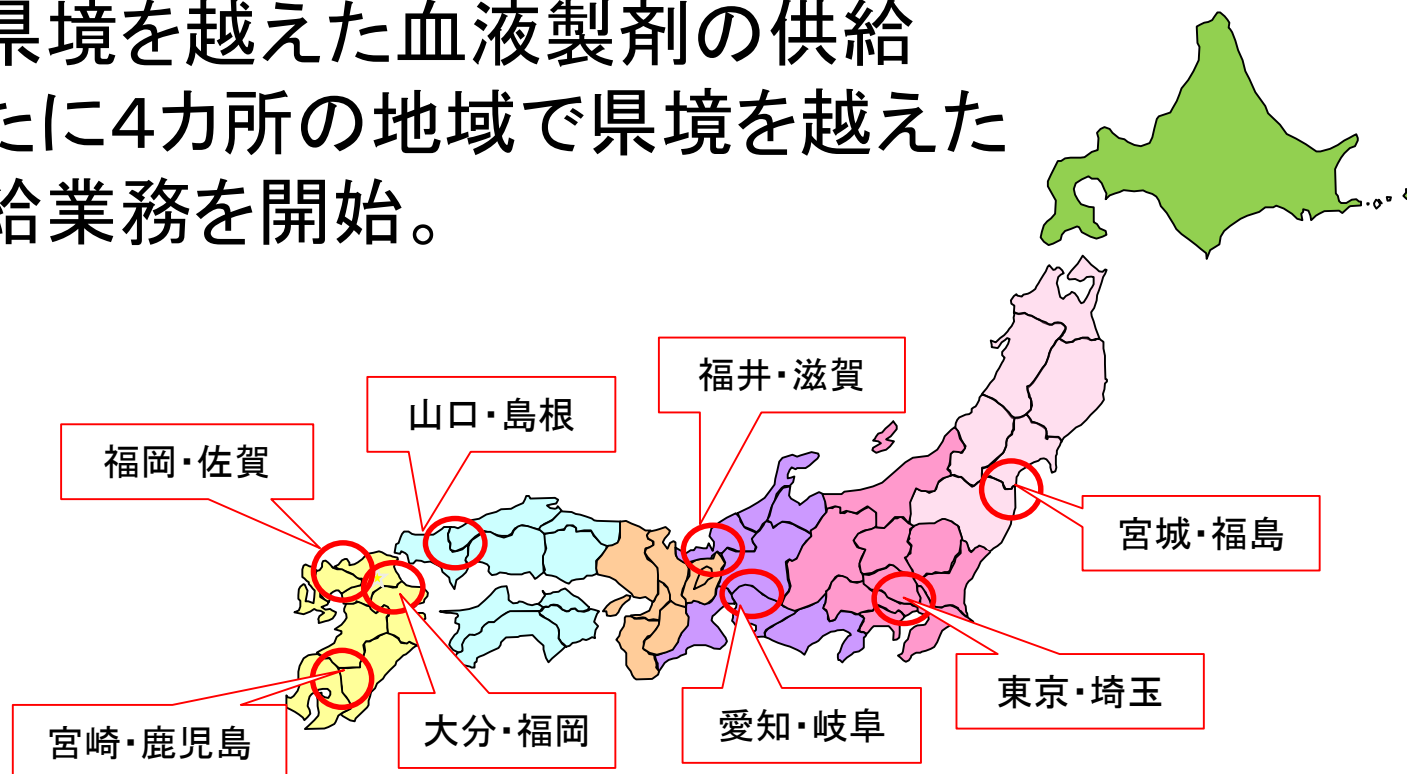 県境を越えた血液製剤の供給
たに4カ所の地域で県境を越えた
給業務を開始。
福井・滋賀
山口・島根
福岡・佐賀
宮城・福島
東京・埼玉
愛知・岐阜
大分・福岡
宮崎・鹿児島